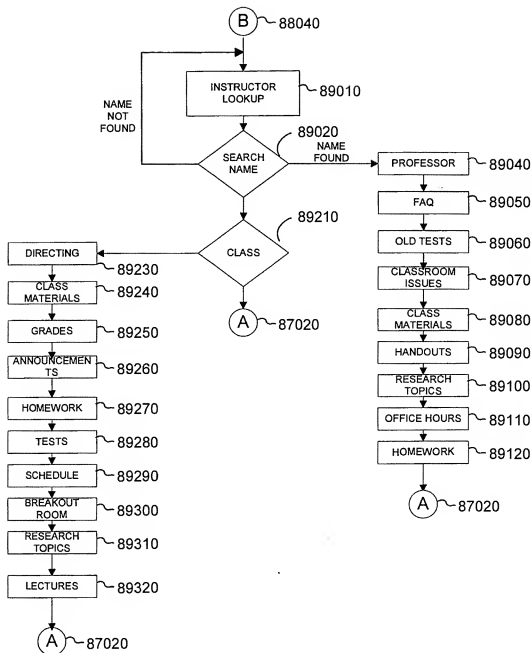 B 88040
INSTRUCTOR
LOOKUP
89010
NAME
NOT
FOUND
89020
SEARCH
NAME
NAME
FOUND
PROFESSOR 89040
FAQ 89050
OLD TESTS 89060
CLASSROOM
ISSUES
89070
CLASS
MATERIALS
89080
HANDOUTS 89090
RESEARCH
TOPICS
89100
OFFICE HOURS 89110
HOMEWORK 89120
A 87020
89210
CLASS
A
87020
DIRECTING
89230
CLASS
MATERIALS
89240
GRADES 89250
ANNOUNCEMEN
TS
89260
HOMEWORK 89270
TESTS 89280
SCHEDULE 89290
BREAKOUT
ROOM
89300
RESEARCH
TOPICS
89310
LECTURES 89320
A 87020